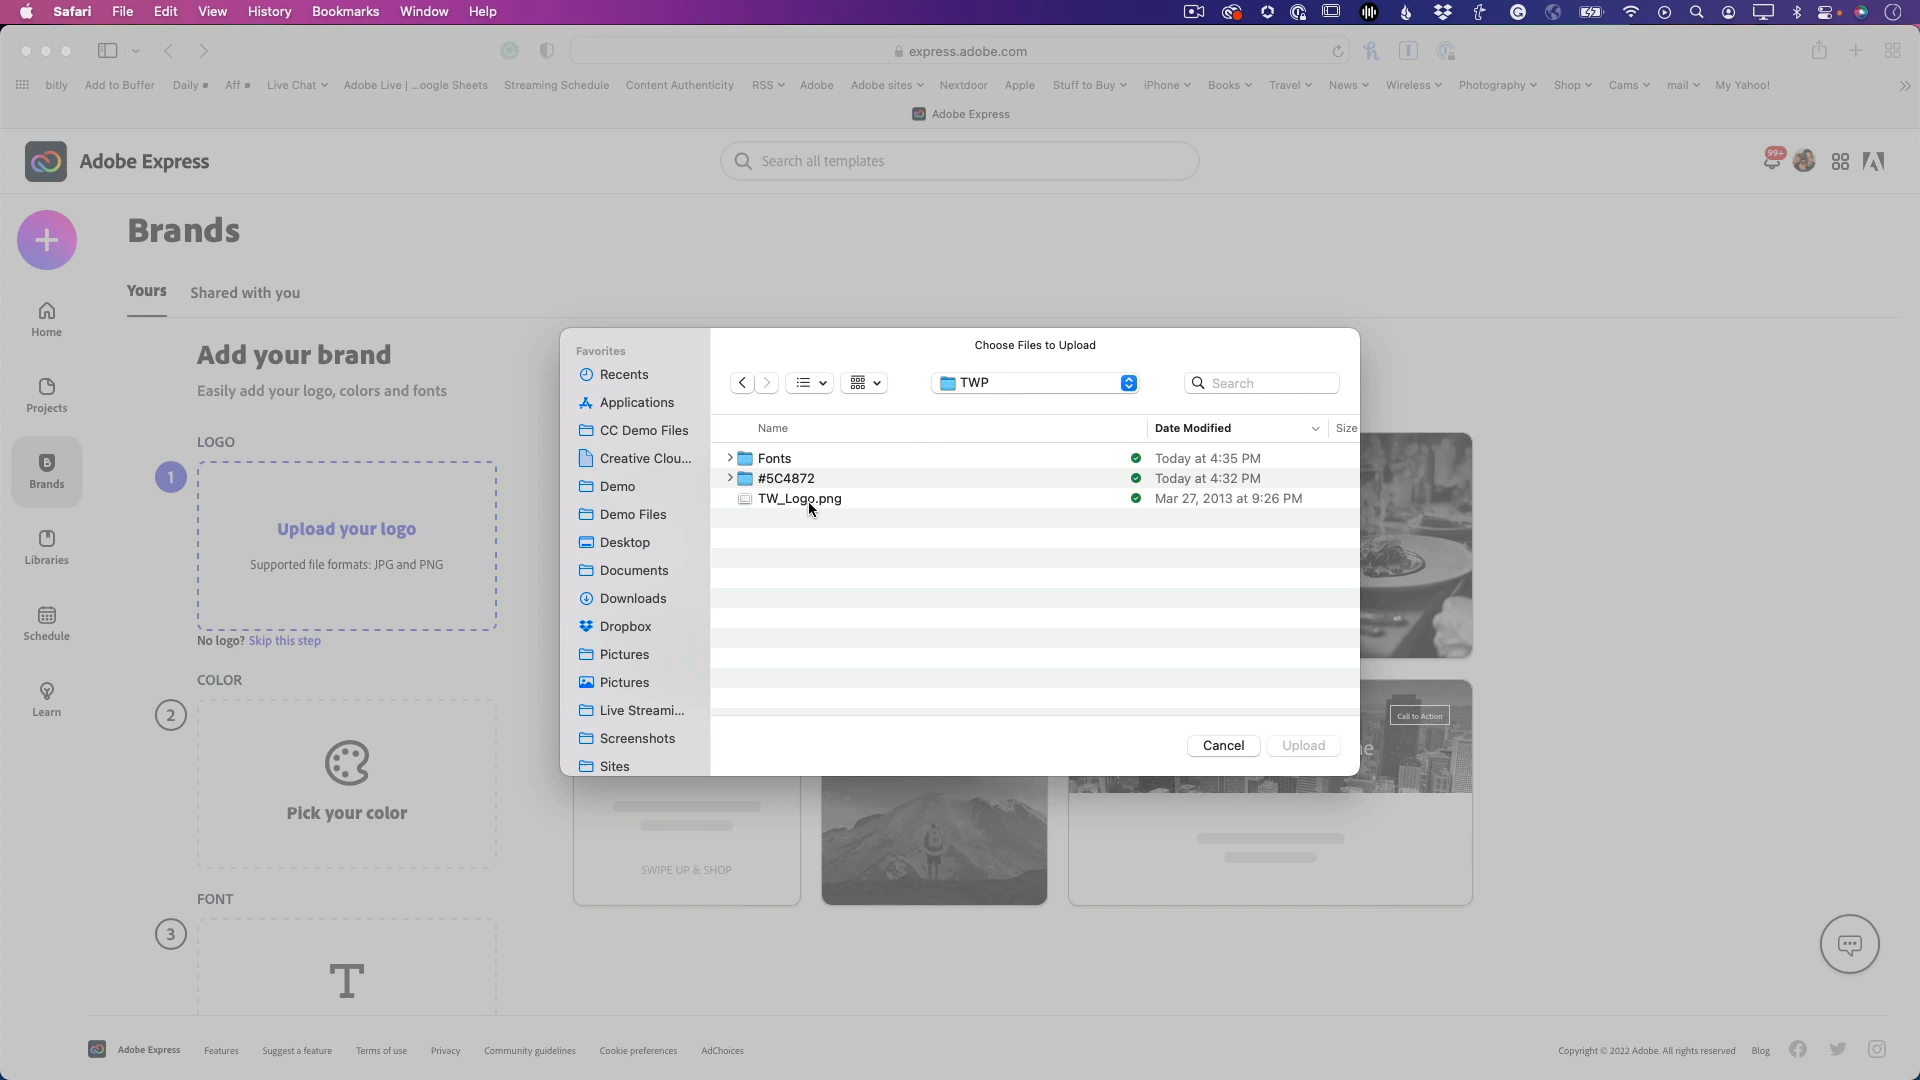 Safari File Edit View History Bookmarks Window Help
express.adobe.com
bitly Add to Buffer Daily Aff Live Chat Adobe Live | ...oogle Sheets Streaming Schedule Content Authenticity RSS Adobe Adobe sites Nextdoor Apple Stuff to Buy iPhone Books Travel News Wireless Photography Shop Cams mail My Yahoo!
Adobe Express
Adobe Express
Search all templates
99+
Brands
Yours Shared with you
Home
Projects
B
Brands
Libraries
Schedule
Learn
Add your brand
Easily add your logo, colors and fonts
LOGO
1
Upload your logo
Supported file formats: JPG and PNG
No logo? Skip this step
COLOR
2
Pick your color
FONT
3
T
Favorites
Recents
Applications
CC Demo Files
Creative Clou...
Demo
Demo Files
Desktop
Documents
Downloads
Dropbox
Pictures
Pictures
Live Streami...
Screenshots
Sites
Choose Files to Upload
TWP
Search
Name Date Modified Size
Fonts Today at 4:35 PM
#5C4872 Today at 4:32 PM
TW_Logo.png Mar 27, 2013 at 9:26 PM
Cancel Upload
Call to Action
SWIPE UP & SHOP
Adobe Express Features Suggest a feature Terms of use Privacy Community guidelines Cookie preferences AdChoices
Copyright © 2022 Adobe. All rights reserved Blog